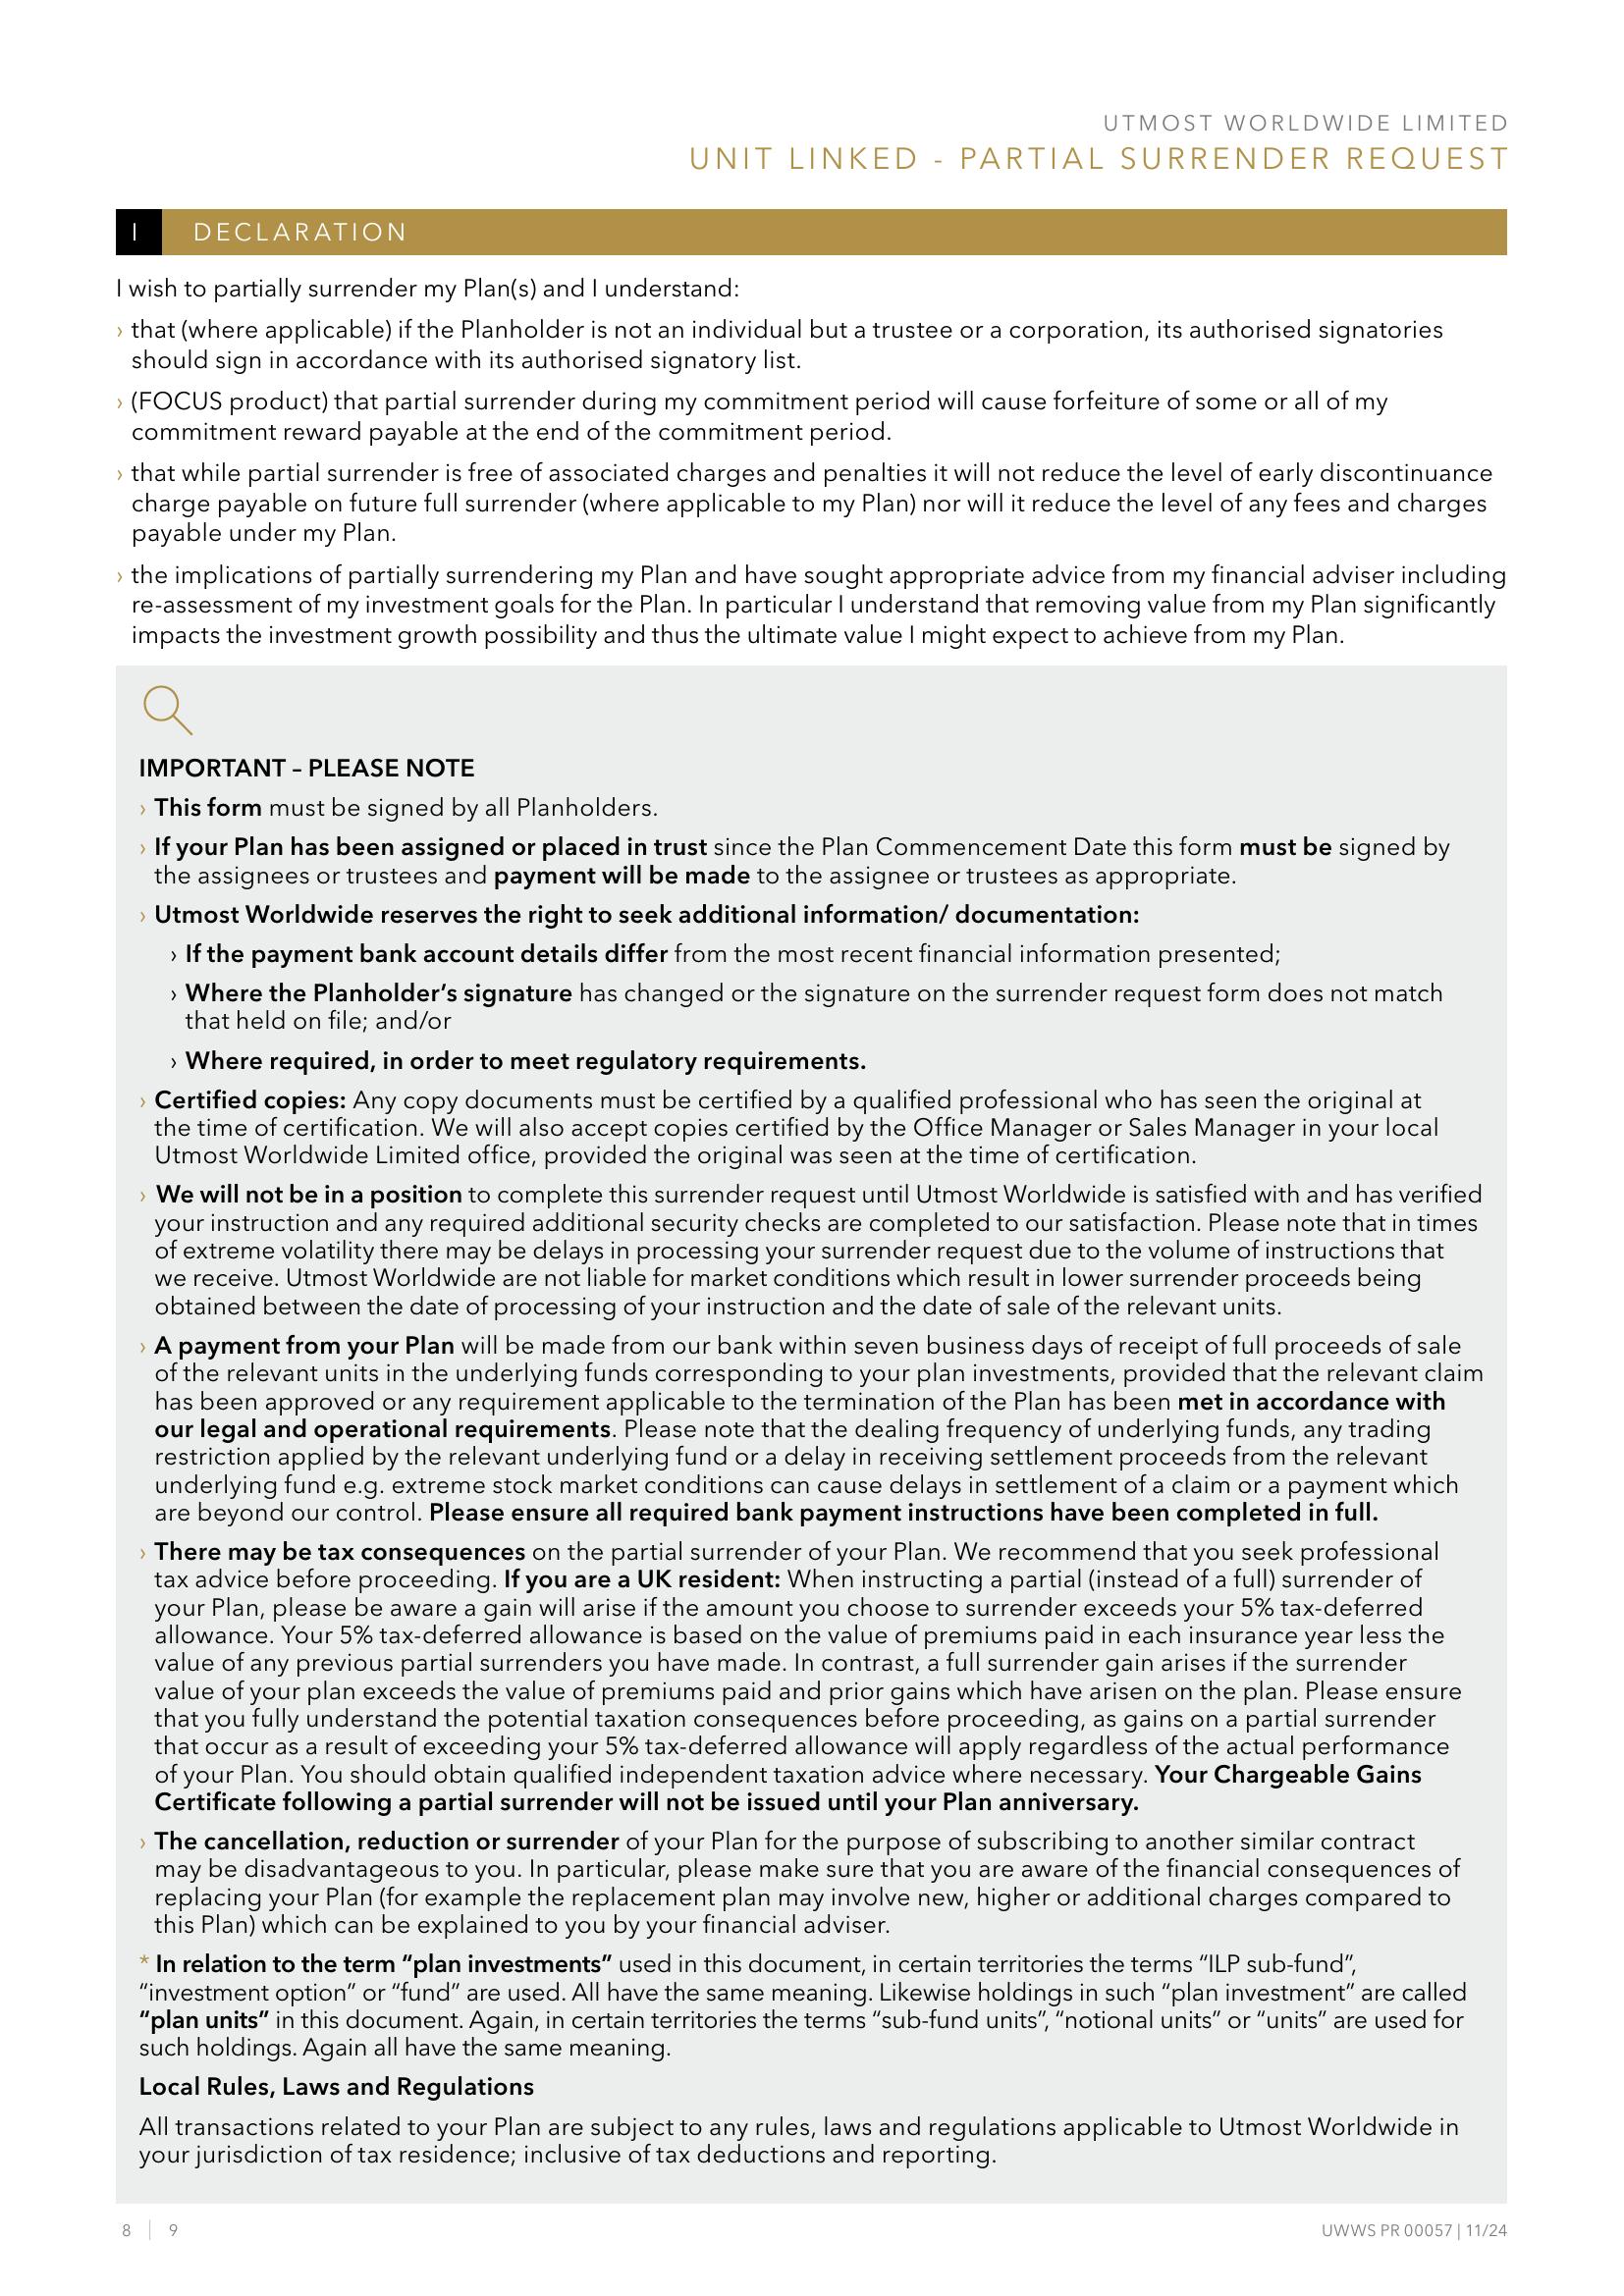 UTMOST WORLDWIDE LIMITED
UNIT LINKED - PARTIAL SURRENDER REQUEST
I DECLARATION
I wish to partially surrender my Plan(s) and I understand:
› that (where applicable) if the Planholder is not an individual but a trustee or a corporation, its authorised signatories
should sign in accordance with its authorised signatory list.
› (FOCUS product) that partial surrender during my commitment period will cause forfeiture of some or all of my
commitment reward payable at the end of the commitment period.
› that while partial surrender is free of associated charges and penalties it will not reduce the level of early discontinuance
charge payable on future full surrender (where applicable to my Plan) nor will it reduce the level of any fees and charges
payable under my Plan.
› the implications of partially surrendering my Plan and have sought appropriate advice from my financial adviser including
re-assessment of my investment goals for the Plan. In particular I understand that removing value from my Plan significantly
impacts the investment growth possibility and thus the ultimate value I might expect to achieve from my Plan.
IMPORTANT – PLEASE NOTE
› This form must be signed by all Planholders.
› If your Plan has been assigned or placed in trust since the Plan Commencement Date this form must be signed by
the assignees or trustees and payment will be made to the assignee or trustees as appropriate.
› Utmost Worldwide reserves the right to seek additional information/ documentation:
› If the payment bank account details differ from the most recent financial information presented;
› Where the Planholder’s signature has changed or the signature on the surrender request form does not match
that held on file; and/or
› Where required, in order to meet regulatory requirements.
› Certified copies: Any copy documents must be certified by a qualified professional who has seen the original at
the time of certification. We will also accept copies certified by the Office Manager or Sales Manager in your local
Utmost Worldwide Limited office, provided the original was seen at the time of certification.
› We will not be in a position to complete this surrender request until Utmost Worldwide is satisfied with and has verified
your instruction and any required additional security checks are completed to our satisfaction. Please note that in times
of extreme volatility there may be delays in processing your surrender request due to the volume of instructions that
we receive. Utmost Worldwide are not liable for market conditions which result in lower surrender proceeds being
obtained between the date of processing of your instruction and the date of sale of the relevant units.
› A payment from your Plan will be made from our bank within seven business days of receipt of full proceeds of sale
of the relevant units in the underlying funds corresponding to your plan investments, provided that the relevant claim
has been approved or any requirement applicable to the termination of the Plan has been met in accordance with
our legal and operational requirements. Please note that the dealing frequency of underlying funds, any trading
restriction applied by the relevant underlying fund or a delay in receiving settlement proceeds from the relevant
underlying fund e.g. extreme stock market conditions can cause delays in settlement of a claim or a payment which
are beyond our control. Please ensure all required bank payment instructions have been completed in full.
› There may be tax consequences on the partial surrender of your Plan. We recommend that you seek professional
tax advice before proceeding. If you are a UK resident: When instructing a partial (instead of a full) surrender of
your Plan, please be aware a gain will arise if the amount you choose to surrender exceeds your 5% tax-deferred
allowance. Your 5% tax-deferred allowance is based on the value of premiums paid in each insurance year less the
value of any previous partial surrenders you have made. In contrast, a full surrender gain arises if the surrender
value of your plan exceeds the value of premiums paid and prior gains which have arisen on the plan. Please ensure
that you fully understand the potential taxation consequences before proceeding, as gains on a partial surrender
that occur as a result of exceeding your 5% tax-deferred allowance will apply regardless of the actual performance
of your Plan. You should obtain qualified independent taxation advice where necessary. Your Chargeable Gains
Certificate following a partial surrender will not be issued until your Plan anniversary.
› The cancellation, reduction or surrender of your Plan for the purpose of subscribing to another similar contract
may be disadvantageous to you. In particular, please make sure that you are aware of the financial consequences of
replacing your Plan (for example the replacement plan may involve new, higher or additional charges compared to
this Plan) which can be explained to you by your financial adviser.
* In relation to the term “plan investments” used in this document, in certain territories the terms “ILP sub-fund”,
“investment option” or “fund” are used. All have the same meaning. Likewise holdings in such “plan investment” are called
“plan units” in this document. Again, in certain territories the terms “sub-fund units”, “notional units” or “units” are used for
such holdings. Again all have the same meaning.
Local Rules, Laws and Regulations
All transactions related to your Plan are subject to any rules, laws and regulations applicable to Utmost Worldwide in
your jurisdiction of tax residence; inclusive of tax deductions and reporting.
8 | 9
UWWS PR 00057 | 11/24